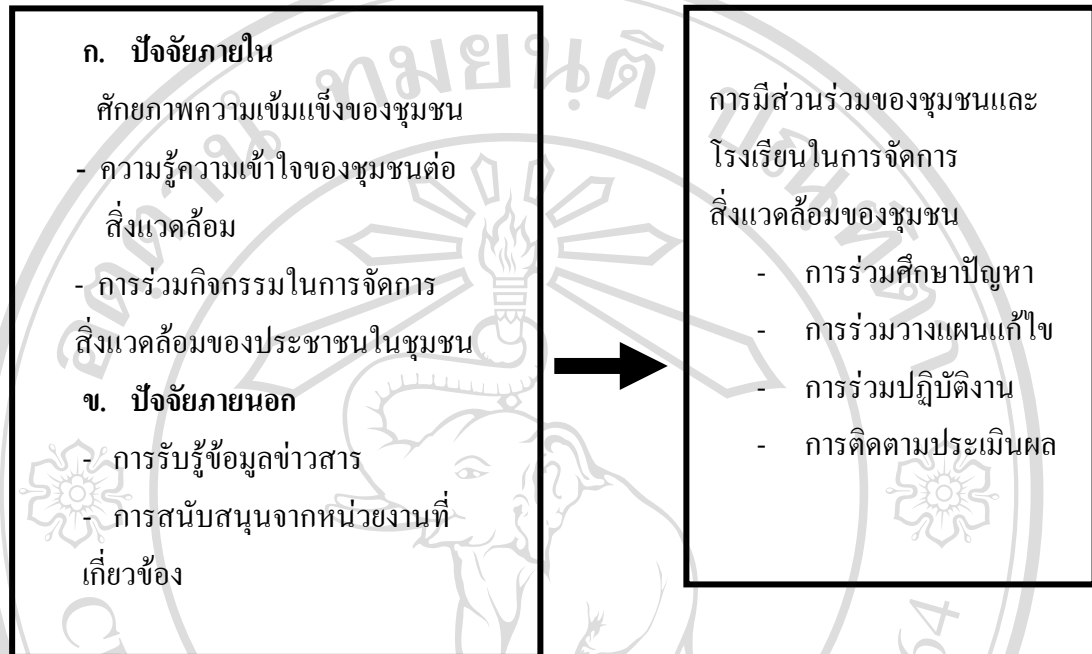 ก. ปัจจัยภายใน
ศักยภาพความเข้มแข็งของชุมชน
- ความรู้ความเข้าใจของชุมชนต่อ
สิ่งแวดล้อม
- การร่วมกิจกรรมในการจัดการ
สิ่งแวดล้อมของประชาชนในชุมชน
ข. ปัจจัยภายนอก
- การรับรู้ข้อมูลข่าวสาร
- การสนับสนุนจากหน่วยงานที่
เกี่ยวข้อง
การมีส่วนร่วมของชุมชนและ
โรงเรียนในการจัดการ
สิ่งแวดล้อมของชุมชน
- การร่วมศึกษาปัญหา
- การร่วมวางแผนแก้ไข
- การร่วมปฏิบัติงาน
- การติดตามประเมินผล